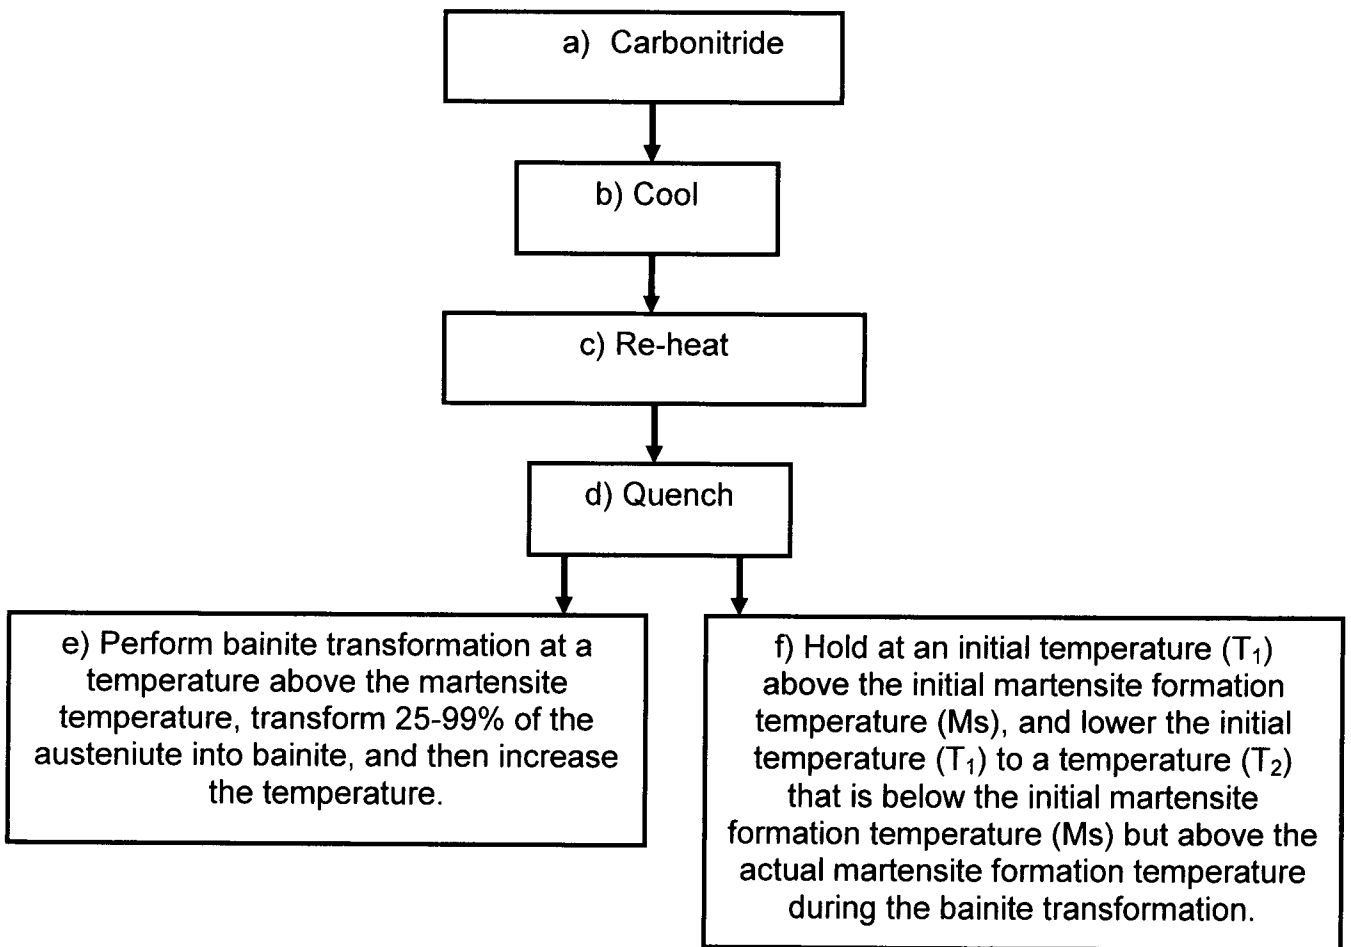 a) Carbonitride
b) Cool
c) Re-heat
d) Quench
e) Perform bainite transformation at a
temperature above the martensite
temperature, transform 25-99% of the
austeniute into bainite, and then increase
the temperature.
f) Hold at an initial temperature (T₁)
above the initial martensite formation
temperature (Ms), and lower the initial
temperature (T₁) to a temperature (T₂)
that is below the initial martensite
formation temperature (Ms) but above the
actual martensite formation temperature
during the bainite transformation.